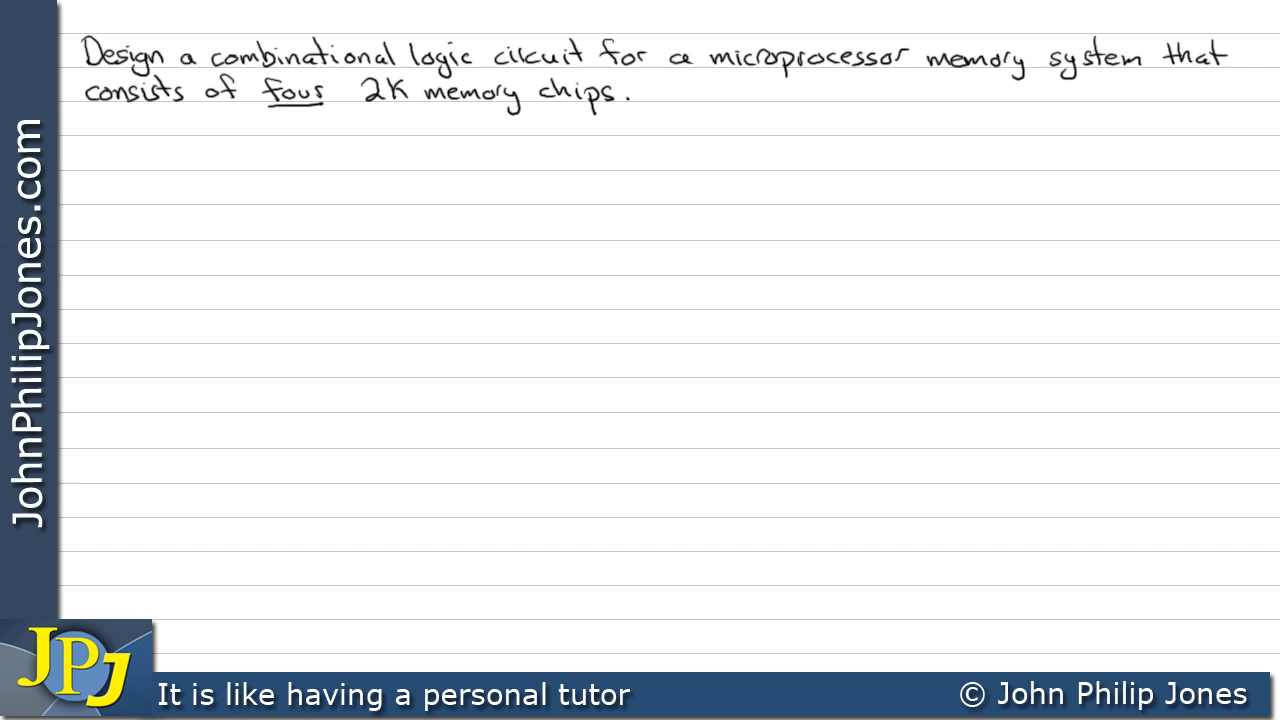 Design a combinational logic circuit for a microprocessor memory system that
consists of four 2K memory chips.
JohnPhilipJones.com
JPJ
It is like having a personal tutor
© John Philip Jones